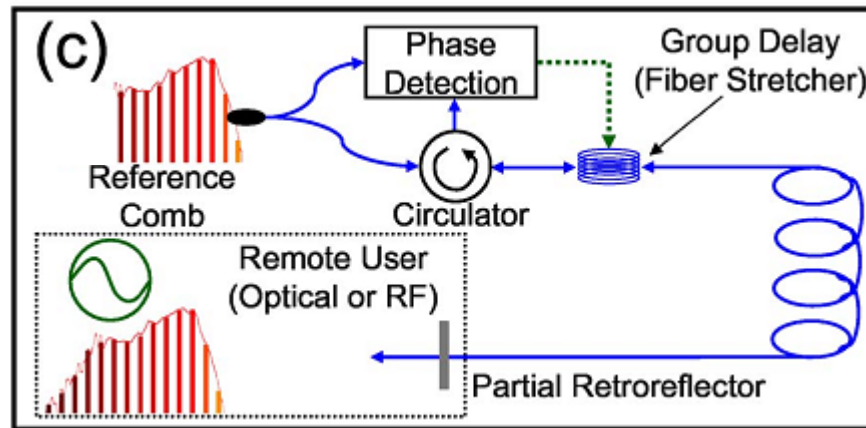 (c)
Phase
Detection
Group Delay
(Fiber Stretcher)
Reference
Comb
Circulator
Remote User
(Optical or RF)
Partial Retroreflector